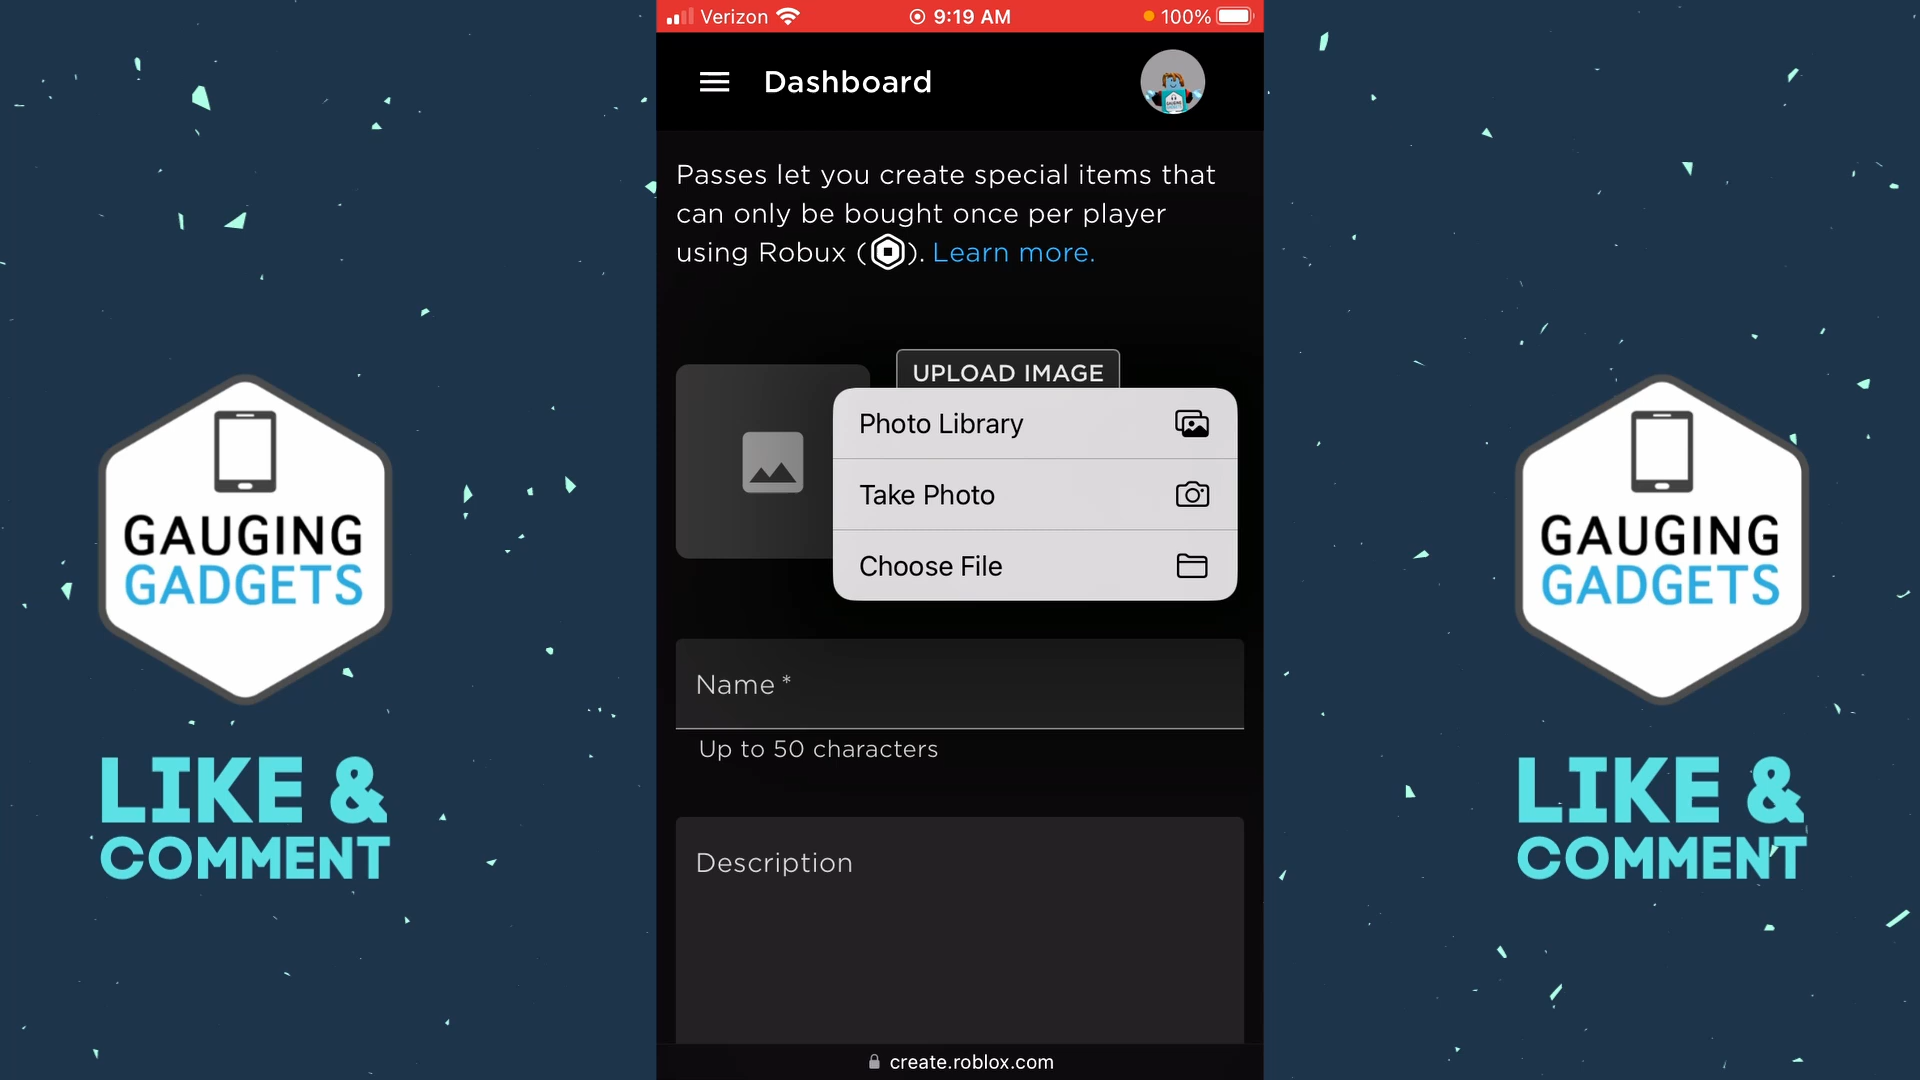 Verizon 9:19 AM 100%
Dashboard
Passes let you create special items that
can only be bought once per player
using Robux ( ). Learn more.
UPLOAD IMAGE
Photo Library
Take Photo
Choose File
Name *
Up to 50 characters
Description
create.roblox.com
GAUGING
GADGETS
LIKE &
COMMENT
GAUGING
GADGETS
LIKE &
COMMENT